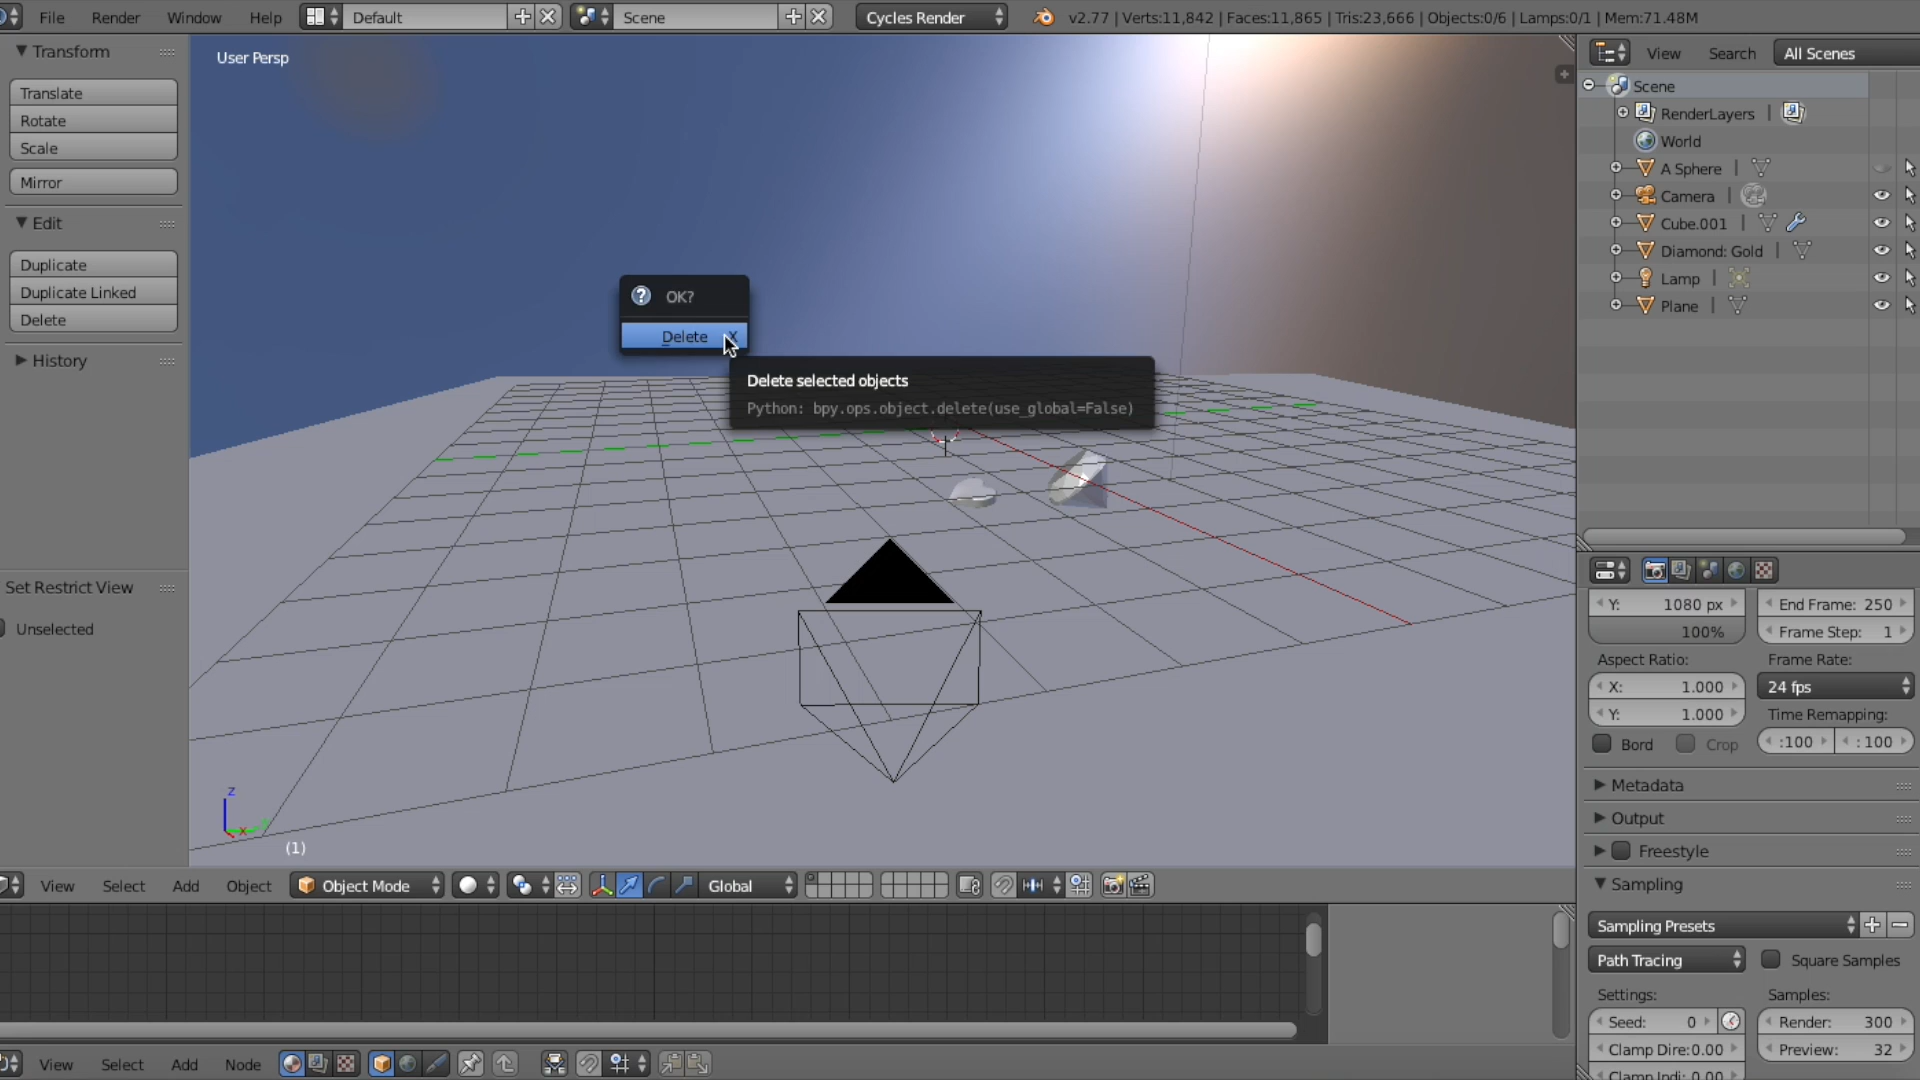 File Render Window Help Default Scene Cycles Render v2.77 | Verts:11,842 | Faces:11,865 | Tris:23,666 | Objects:0/6 | Lamps:0/1 | Mem:71.48M
Transform
Translate
Rotate
Scale
Mirror
Edit
Duplicate
Duplicate Linked
Delete
History
Set Restrict View
Unselected
User Persp
OK?
Delete X
Delete selected objects
Python: bpy.ops.object.delete(use_global=False)
z
x
(1)
View Search All Scenes
Scene
RenderLayers |
World
A Sphere |
Camera |
Cube.001 |
Diamond: Gold |
Lamp |
Plane |
Y: 1080 px
100%
End Frame: 250
Frame Step: 1
Aspect Ratio:
X: 1.000
Y: 1.000
Frame Rate:
24 fps
Time Remapping:
:100 : 100
Bord Crop
Metadata
Output
Freestyle
Sampling
Sampling Presets
Path Tracing Square Samples
Settings:
Seed: 0
Clamp Dire:0.00
Clamp Indi: 0.00
Samples:
Render: 300
Preview: 32
View Select Add Object Object Mode Global
View Select Add Node